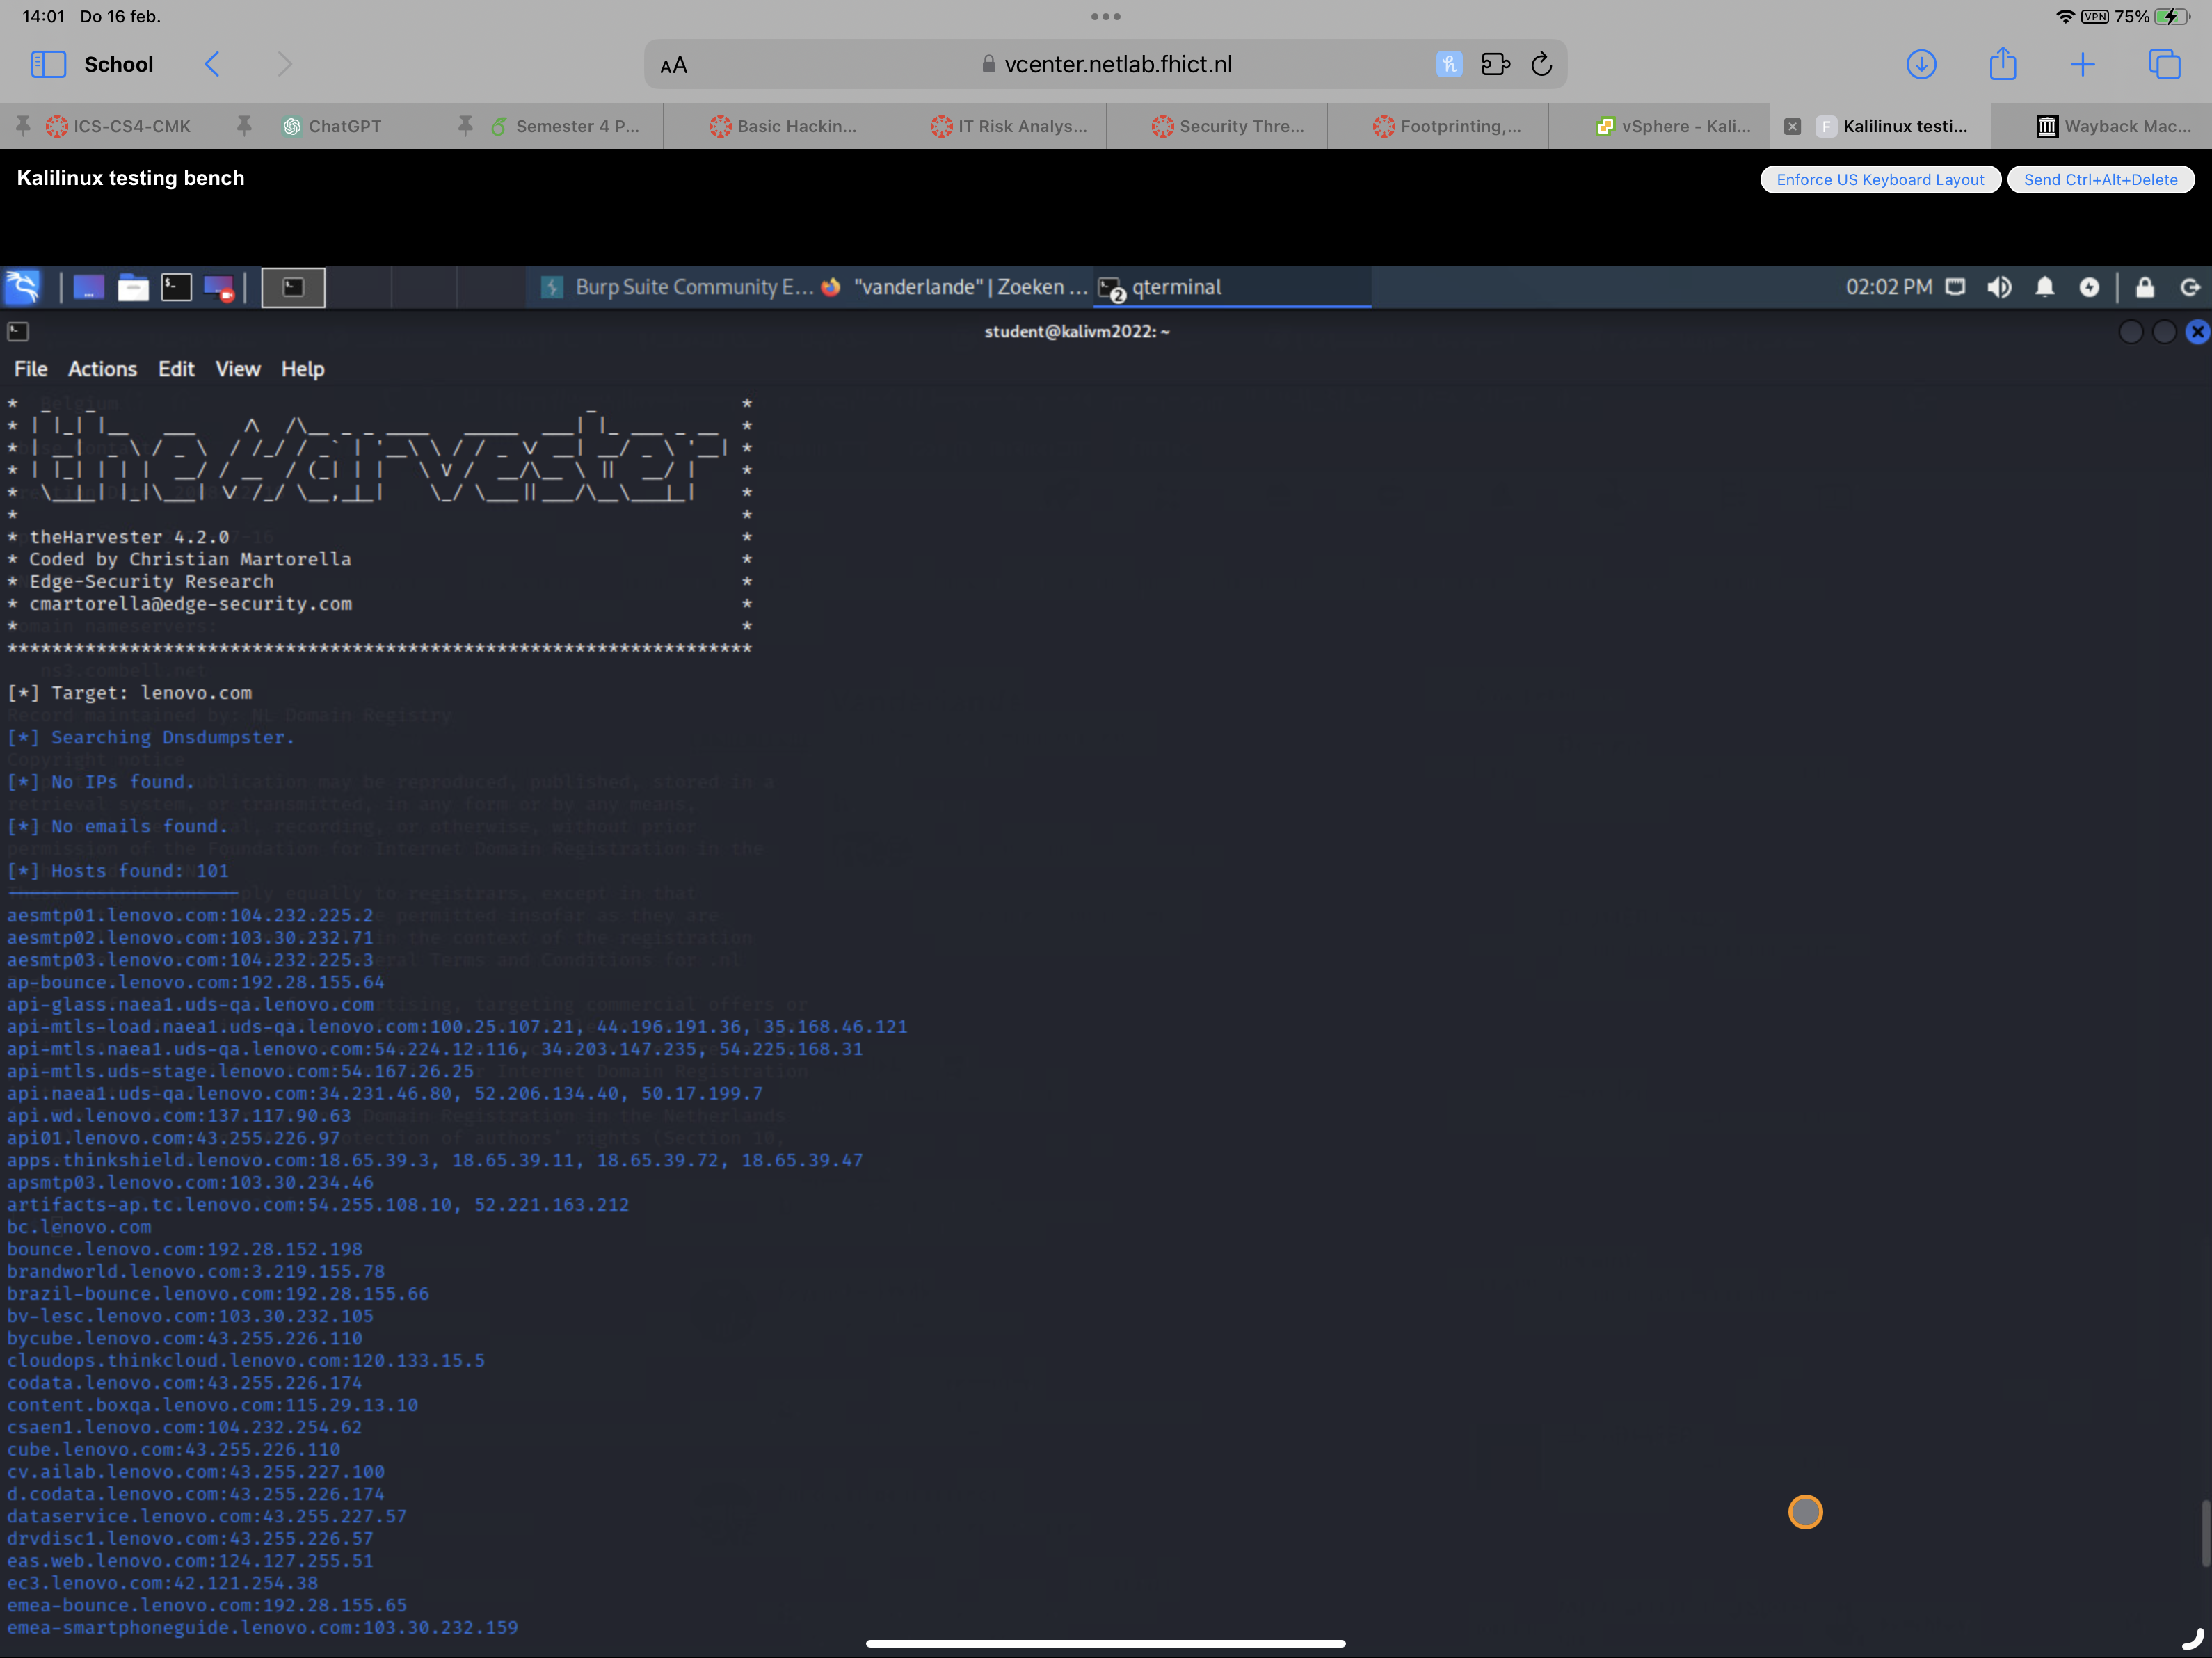 14:01 Do 16 feb.
VPN 75%
School
AA
vcenter.netlab.fhict.nl
ICS-CS4-CMK
ChatGPT
Semester 4 P...
Basic Hackin...
IT Risk Analys...
Security Thre...
Footprinting,...
vSphere - Kali...
F Kalilinux testi...
Wayback Mac...
Kalilinux testing bench
Enforce US Keyboard Layout
Send Ctrl+Alt+Delete
Burp Suite Community E...
"vanderlande" | Zoeken ...
2 qterminal
02:02 PM
student@kalivm2022: ~
File Actions Edit View Help
theHarvester
* theHarvester 4.2.0 *
* Coded by Christian Martorella *
* Edge-Security Research *
* cmartorella@edge-security.com *
* *
*******************************************************************
[*] Target: lenovo.com
[*] Searching Dnsdumpster.
[*] No IPs found.
[*] No emails found.
[*] Hosts found: 101
aesmtp01.lenovo.com:104.232.225.2
aesmtp02.lenovo.com:103.30.232.71
aesmtp03.lenovo.com:104.232.225.3
ap-bounce.lenovo.com:192.28.155.64
api-glass.naea1.uds-qa.lenovo.com
api-mtls-load.naea1.uds-qa.lenovo.com:100.25.107.21, 44.196.191.36, 35.168.46.121
api-mtls.naea1.uds-qa.lenovo.com:54.224.12.116, 34.203.147.235, 54.225.168.31
api-mtls.uds-stage.lenovo.com:54.167.26.25
api.naea1.uds-qa.lenovo.com:34.231.46.80, 52.206.134.40, 50.17.199.7
api.wd.lenovo.com:137.117.90.63
api01.lenovo.com:43.255.226.97
apps.thinkshield.lenovo.com:18.65.39.3, 18.65.39.11, 18.65.39.72, 18.65.39.47
apsmtp03.lenovo.com:103.30.234.46
artifacts-ap.tc.lenovo.com:54.255.108.10, 52.221.163.212
bc.lenovo.com
bounce.lenovo.com:192.28.152.198
brandworld.lenovo.com:3.219.155.78
brazil-bounce.lenovo.com:192.28.155.66
bv-lesc.lenovo.com:103.30.232.105
bycube.lenovo.com:43.255.226.110
cloudops.thinkcloud.lenovo.com:120.133.15.5
codata.lenovo.com:43.255.226.174
content.boxqa.lenovo.com:115.29.13.10
csaen1.lenovo.com:104.232.254.62
cube.lenovo.com:43.255.226.110
cv.ailab.lenovo.com:43.255.227.100
d.codata.lenovo.com:43.255.226.174
dataservice.lenovo.com:43.255.227.57
drvdisc1.lenovo.com:43.255.226.57
eas.web.lenovo.com:124.127.255.51
ec3.lenovo.com:42.121.254.38
emea-bounce.lenovo.com:192.28.155.65
emea-smartphoneguide.lenovo.com:103.30.232.159